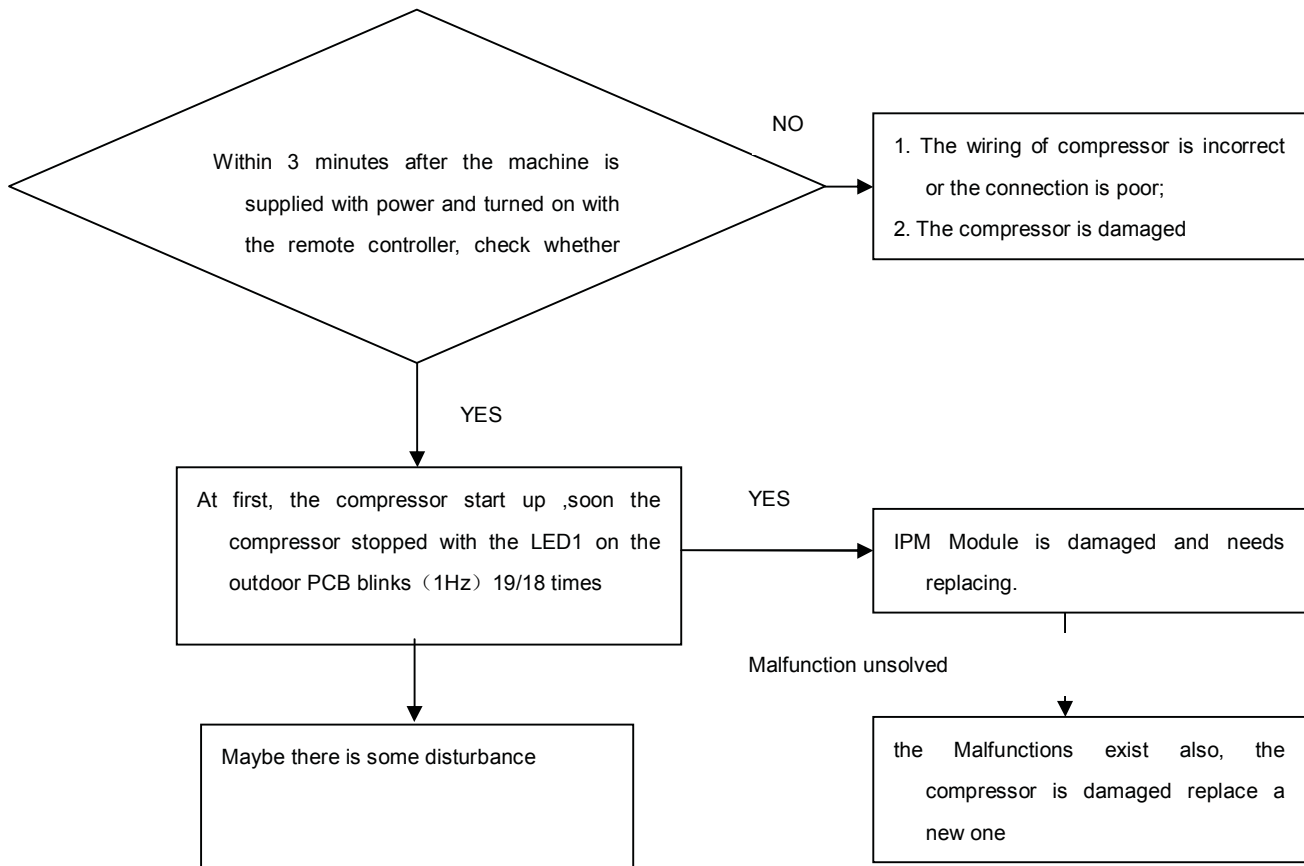 NO
Within 3 minutes after the machine is
supplied with power and turned on with
the remote controller, check whether
1. The wiring of compressor is incorrect
or the connection is poor;
2. The compressor is damaged
YES
At first, the compressor start up ,soon the
compressor stopped with the LED1 on the
outdoor PCB blinks（1Hz）19/18 times
YES
IPM Module is damaged and needs
replacing.
Malfunction unsolved
Maybe there is some disturbance
the Malfunctions exist also, the
compressor is damaged replace a
new one